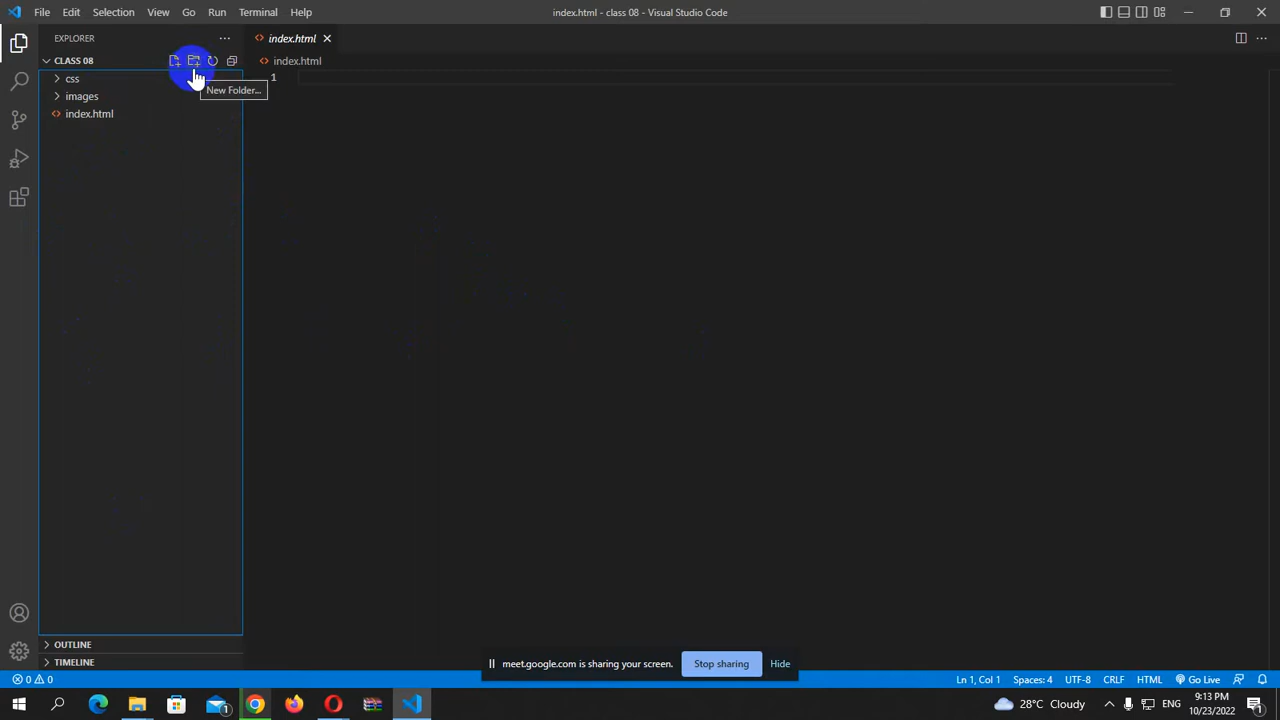 File Edit Selection View Go Run Terminal Help
index.html - class 08 - Visual Studio Code
EXPLORER
index.html
CLASS 08
index.html
css
1
New Folder...
images
index.html
OUTLINE
TIMELINE
meet.google.com is sharing your screen. Stop sharing Hide
0 0
Ln 1, Col 1 Spaces: 4 UTF-8 CRLF HTML Go Live
1
28°C Cloudy
ENG
9:13 PM
10/23/2022
1